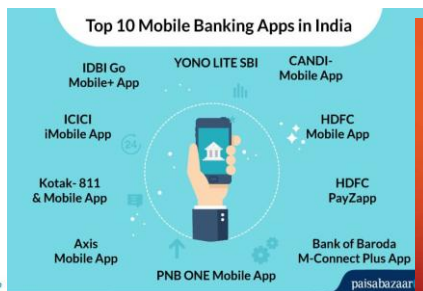 Top 10 Mobile Banking Apps in India
IDBI Go
Mobile+ App
YONO LITE SBI
CANDI-
Mobile App
ICICI
iMobile App
24
HDFC
Mobile App
Kotak- 811
& Mobile App
HDFC
PayZapp
Axis
Mobile App
PNB ONE Mobile App
Bank of Baroda
M-Connect Plus App
paisabazaar